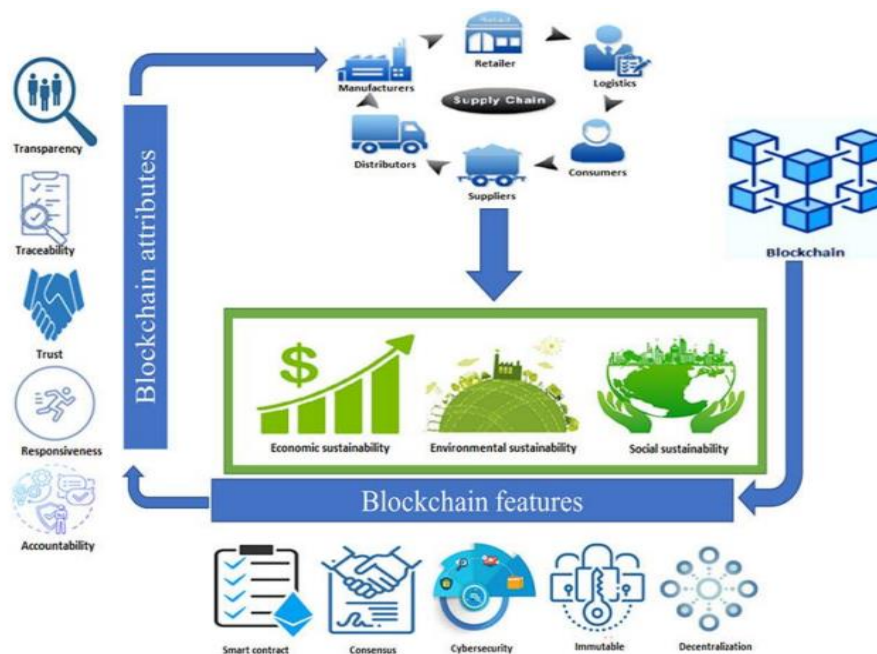 Retail
Retailer
Manufacturers
Logistics
Supply Chain
Distributors
Consumers
Suppliers
Transparency
Traceability
Trust
Responsiveness
Accountability
Blockchain attributes
Blockchain
Economic sustainability
Environmental sustainability
Social sustainability
Blockchain features
Smart contract
Consensus
Cybersecurity
Immutable
Decentralization